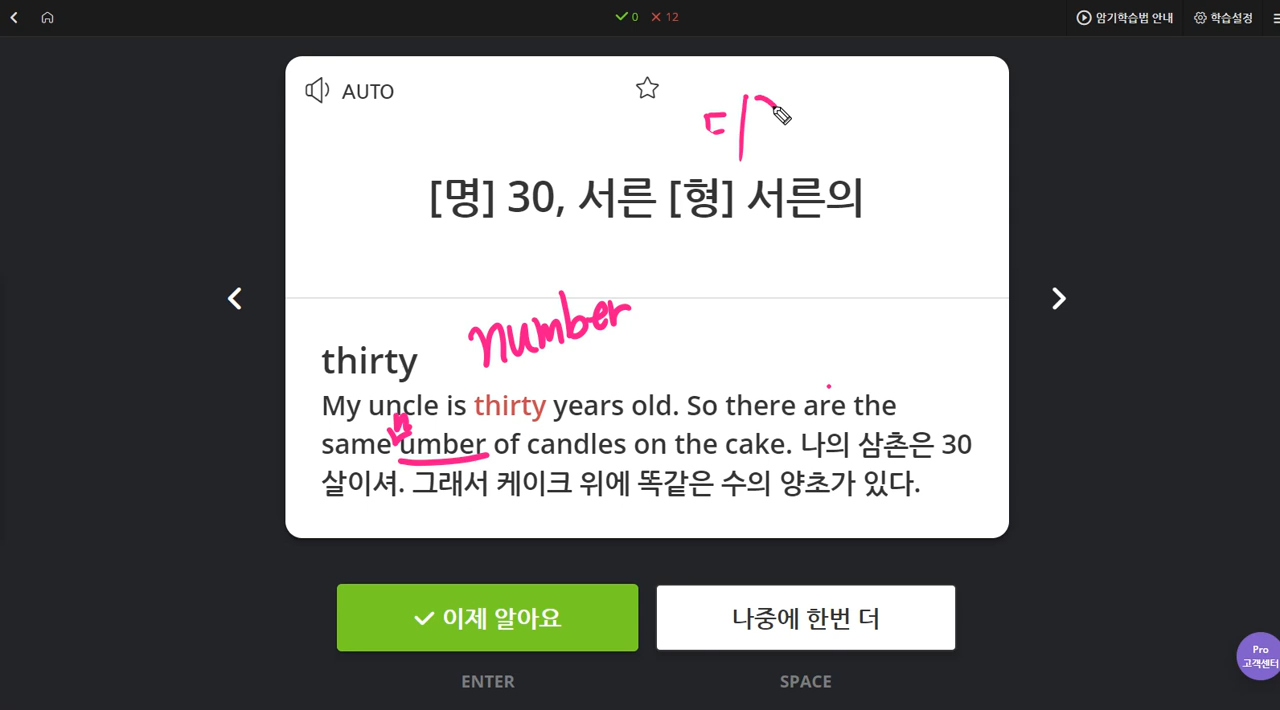 0 12
암기학습법 안내 학습설정
AUTO
[명] 30, 서른 [형] 서른의
number
thirty
My uncle is thirty years old. So there are the
n
same umber of candles on the cake. 나의 삼촌은 30
살이셔. 그래서 케이크 위에 똑같은 수의 양초가 있다.
이제 알아요 나중에 한번 더
ENTER SPACE
Pro
고객센터